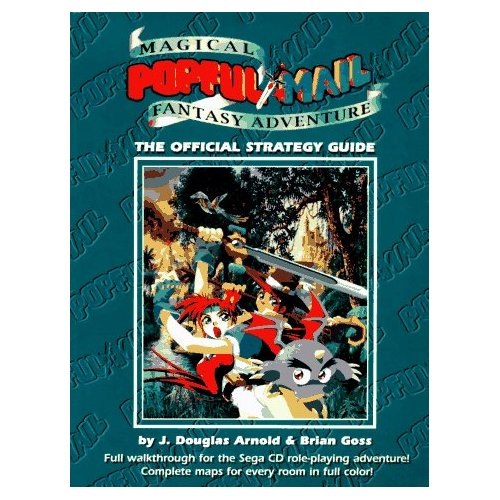 MAGICAL
POPFUL MAIL
FANTASY ADVENTURE
THE OFFICIAL STRATEGY GUIDE
by J. Douglas Arnold & Brian Goss
Full walkthrough for the Sega CD role-playing adventure!
Complete maps for every room in full color!